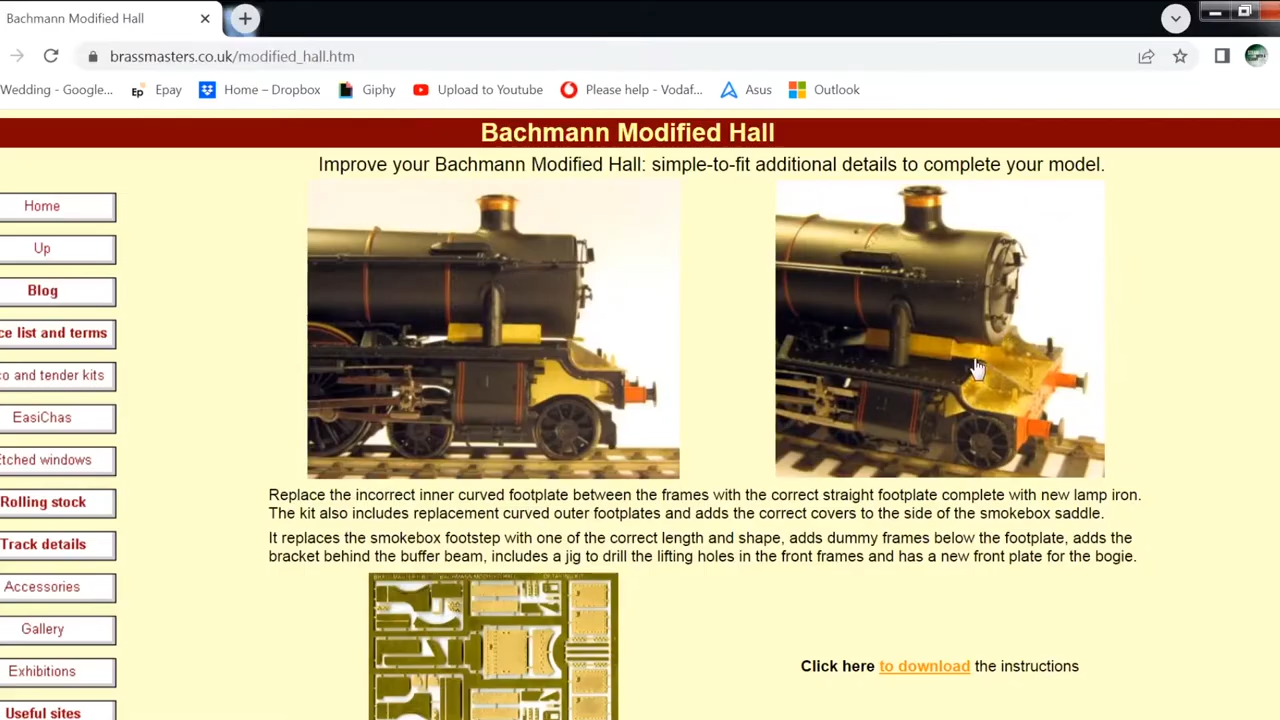 Bachmann Modified Hall
brassmasters.co.uk/modified_hall.htm
Wedding - Google... Epay Home – Dropbox Giphy Upload to Youtube Please help - Vodaf... Asus Outlook
Bachmann Modified Hall
Improve your Bachmann Modified Hall: simple-to-fit additional details to complete your model.
Home
Up
Blog
ce list and terms
co and tender kits
EasiChas
Etched windows
Rolling stock
Track details
Accessories
Gallery
Exhibitions
Useful sites
Replace the incorrect inner curved footplate between the frames with the correct straight footplate complete with new lamp iron.
The kit also includes replacement curved outer footplates and adds the correct covers to the side of the smokebox saddle.
It replaces the smokebox footstep with one of the correct length and shape, adds dummy frames below the footplate, adds the
bracket behind the buffer beam, includes a jig to drill the lifting holes in the front frames and has a new front plate for the bogie.
Click here to download the instructions